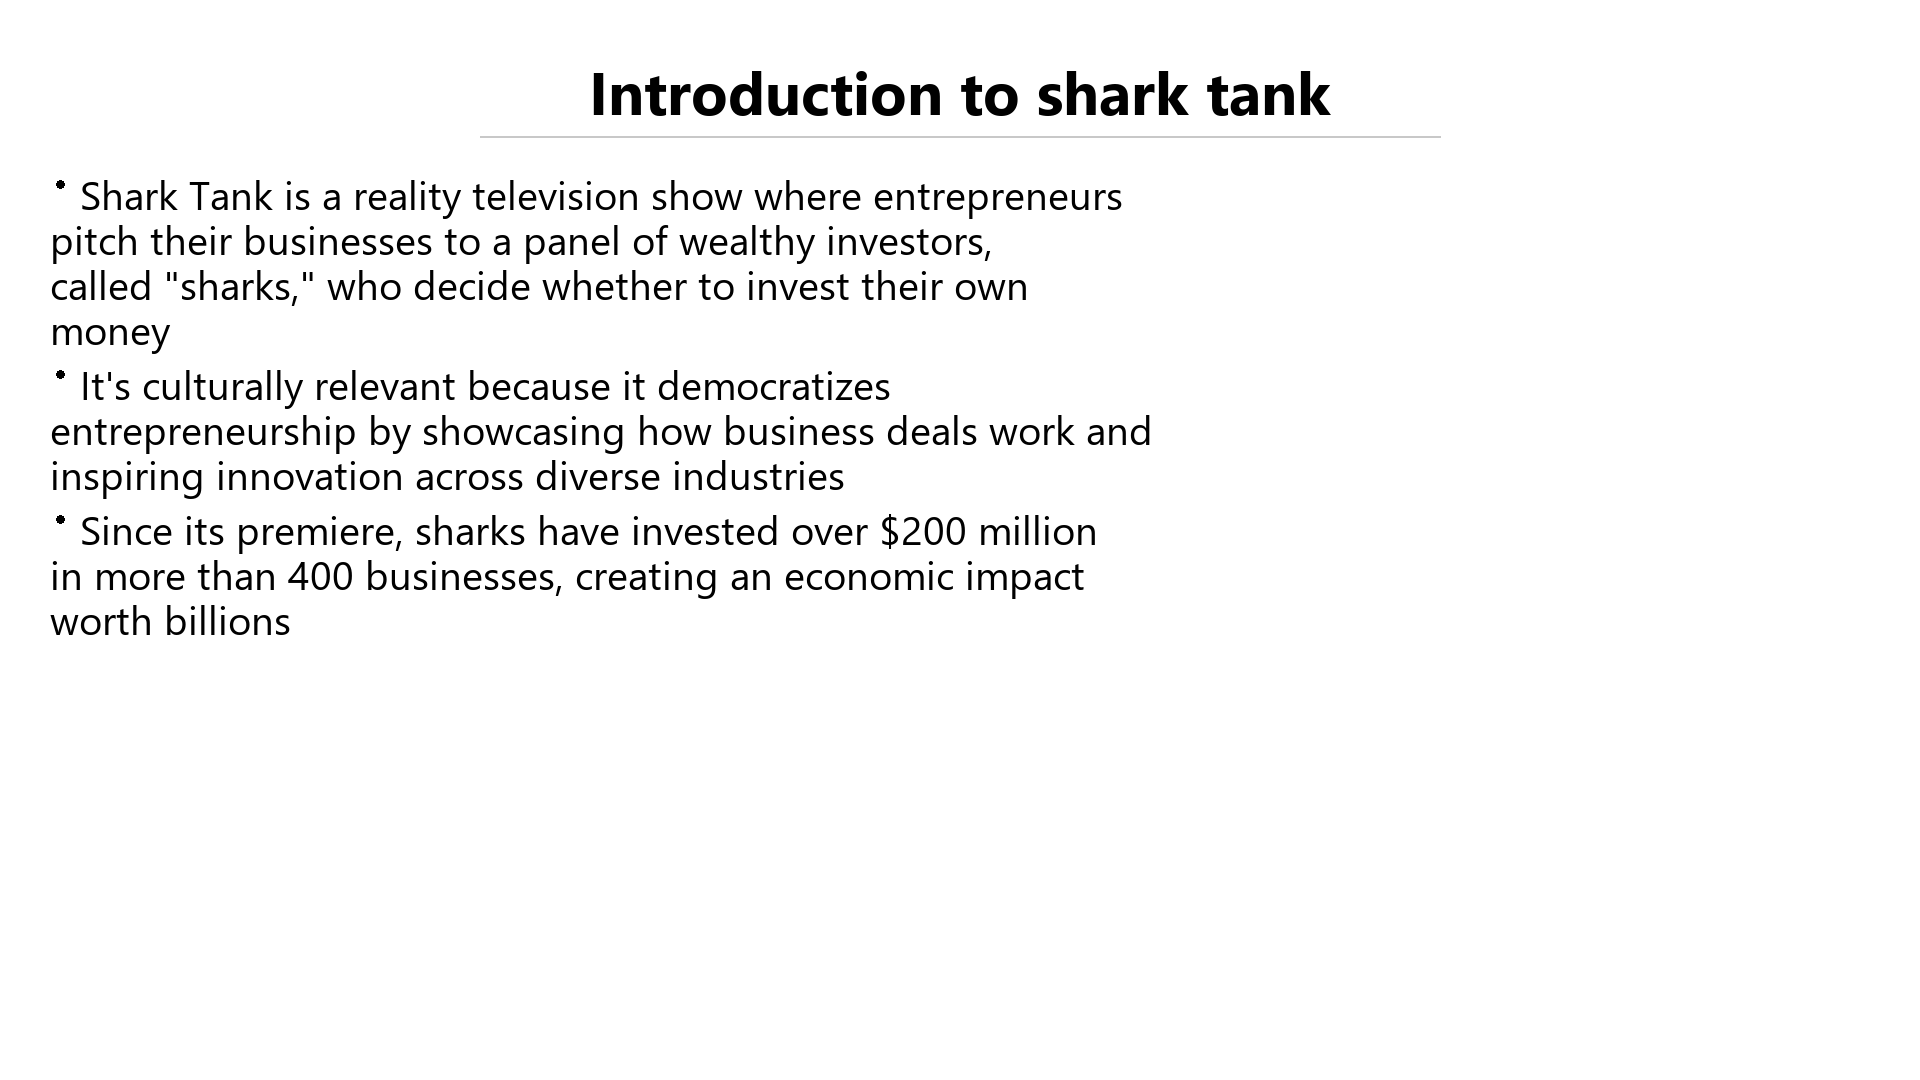 Introduction to shark tank
• Shark Tank is a reality television show where entrepreneurs
pitch their businesses to a panel of wealthy investors,
called "sharks," who decide whether to invest their own
money
• It's culturally relevant because it democratizes
entrepreneurship by showcasing how business deals work and
inspiring innovation across diverse industries
• Since its premiere, sharks have invested over $200 million
in more than 400 businesses, creating an economic impact
worth billions